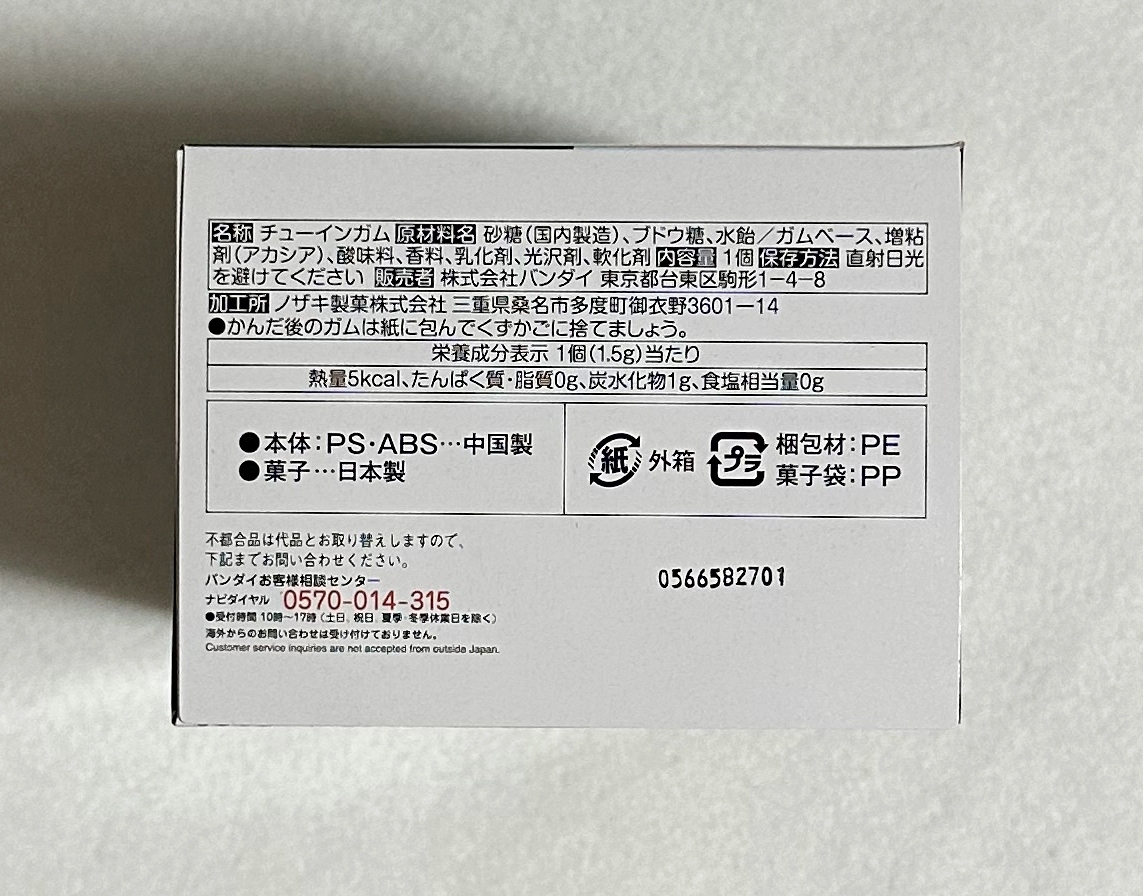 名称 チューインガム 原材料名 砂糖(国内製造)、ブドウ糖、水飴／ガムベース、増粘
剤(アカシア)、酸味料、香料、乳化剤、光沢剤、軟化剤 内容量 1個 保存方法 直射日光
を避けてください 販売者 株式会社バンダイ 東京都台東区駒形1－4－8
加工所 ノザキ製菓株式会社 三重県桑名市多度町御衣野3601－14
●かんだ後のガムは紙に包んでくずかごに捨てましょう。
栄養成分表示 1個(1.5g)当たり
熱量5kcal、たんぱく質・脂質0g、炭水化物1g、食塩相当量0g
●本体：PS・ABS…中国製
●菓子…日本製
紙 外箱 プラ 梱包材：PE
菓子袋：PP
不都合品は代品とお取り替えしますので、
下記までお問い合わせください。
バンダイお客様相談センター
ナビダイヤル 0570-014-315
●受付時間 10時〜17時（土日、祝日、夏季・冬季休業日を除く）
海外からのお問い合わせは受け付けておりません。
Customer service inquiries are not accepted from outside Japan.
0566582701